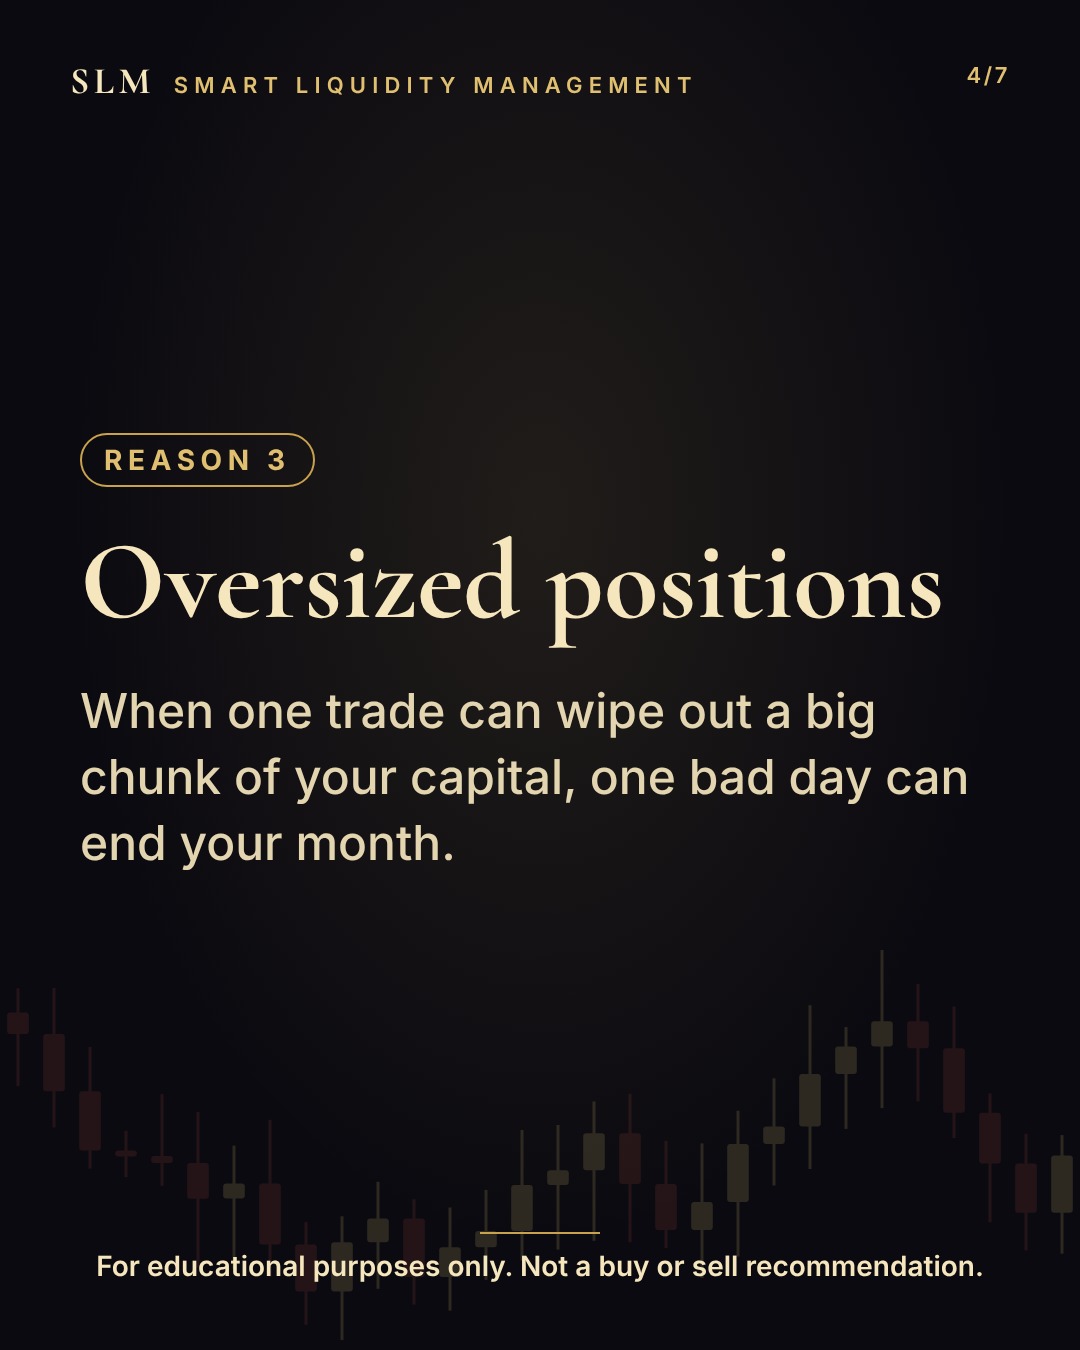 SLM SMART LIQUIDITY MANAGEMENT
4/7
REASON 3
Oversized positions
When one trade can wipe out a big
chunk of your capital, one bad day can
end your month.
For educational purposes only. Not a buy or sell recommendation.